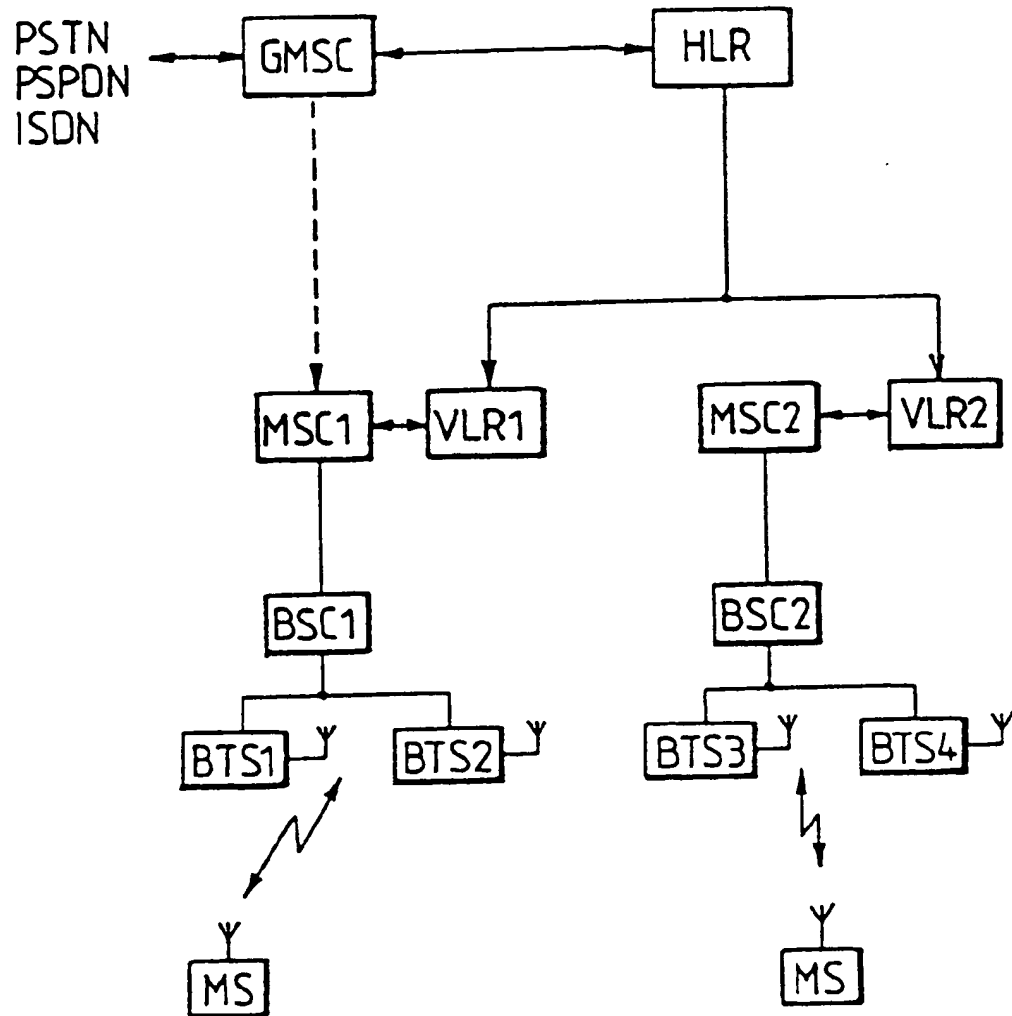 PSTN
PSPDN
ISDN
GMSC
HLR
MSC1
VLR1
MSC2
VLR2
BSC1
BSC2
BTS1
BTS2
BTS3
BTS4
MS
MS